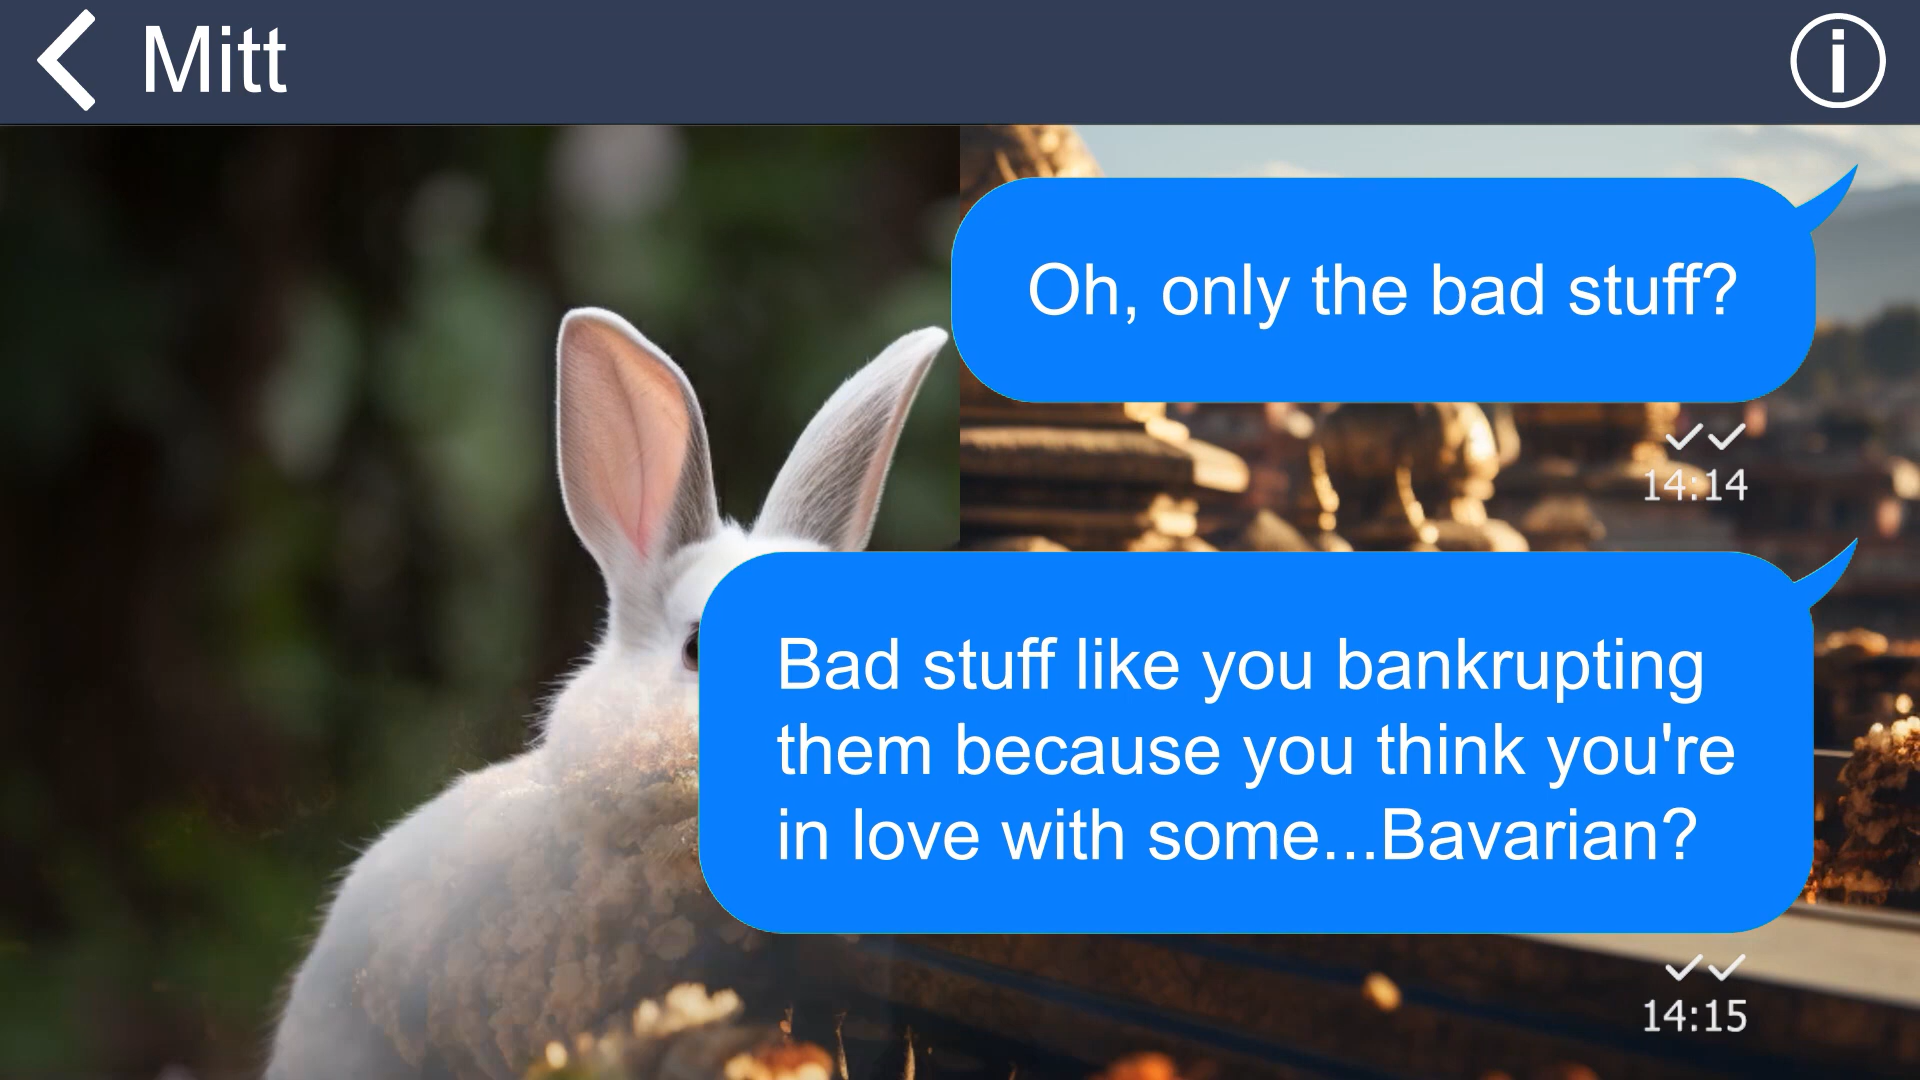 Mitt
Oh, only the bad stuff?
14:14
Bad stuff like you bankrupting
them because you think you're
in love with some...Bavarian?
14:15